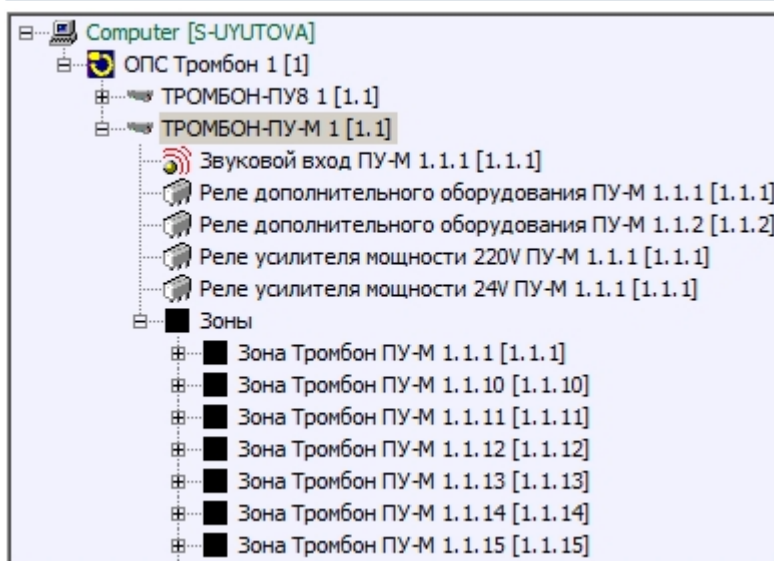 Computer [S-UYUTOVA]
ОПС Тромбон 1 [1]
ТРОМБОН-ПУ8 1 [1.1]
ТРОМБОН-ПУ-М 1 [1.1]
Звуковой вход ПУ-М 1.1.1 [1.1.1]
Реле дополнительного оборудования ПУ-М 1.1.1 [1.1.1]
Реле дополнительного оборудования ПУ-М 1.1.2 [1.1.2]
Реле усилителя мощности 220V ПУ-М 1.1.1 [1.1.1]
Реле усилителя мощности 24V ПУ-М 1.1.1 [1.1.1]
Зоны
Зона Тромбон ПУ-М 1.1.1 [1.1.1]
Зона Тромбон ПУ-М 1.1.10 [1.1.10]
Зона Тромбон ПУ-М 1.1.11 [1.1.11]
Зона Тромбон ПУ-М 1.1.12 [1.1.12]
Зона Тромбон ПУ-М 1.1.13 [1.1.13]
Зона Тромбон ПУ-М 1.1.14 [1.1.14]
Зона Тромбон ПУ-М 1.1.15 [1.1.15]